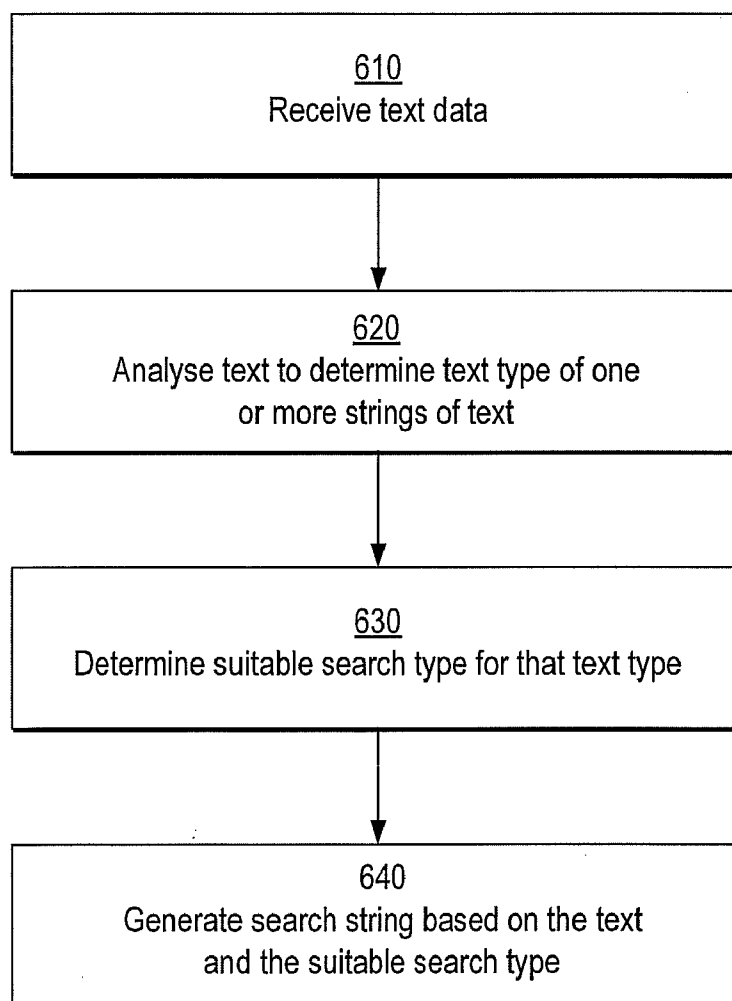 610
Receive text data
620
Analyse text to determine text type of one
or more strings of text
630
Determine suitable search type for that text type
640
Generate search string based on the text
and the suitable search type